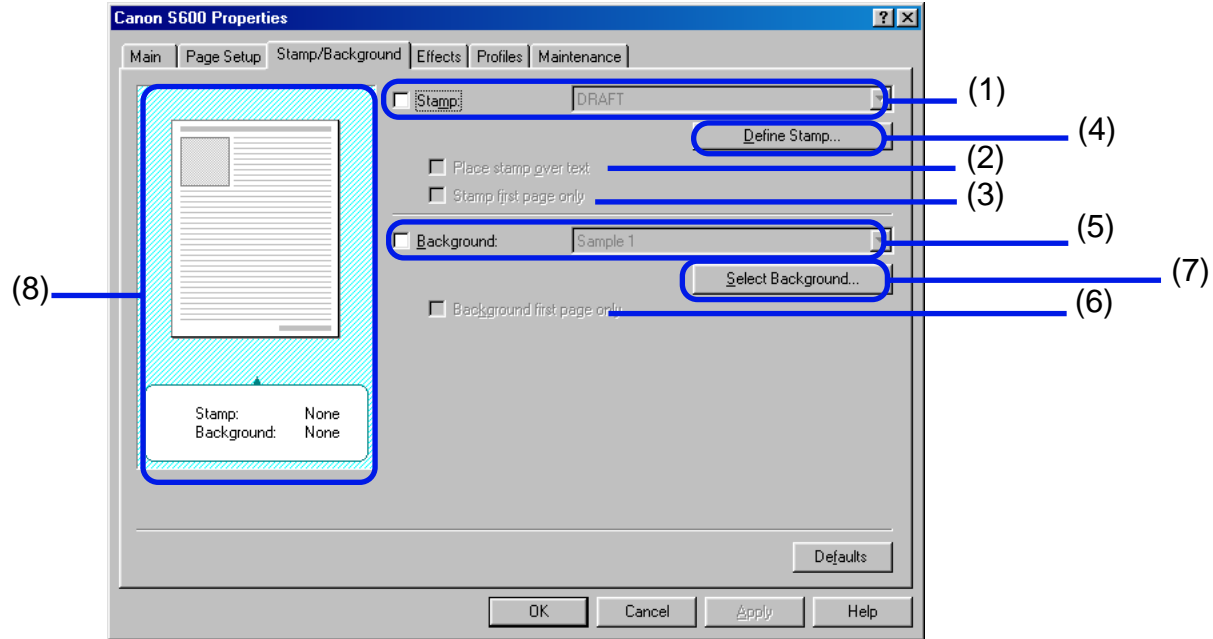 Canon S600 Properties
Main Page Setup Stamp/Background Effects Profiles Maintenance
Stamp: DRAFT (1)
Define Stamp... (4)
Place stamp over text (2)
Stamp first page only (3)
Background: Sample 1 (5)
Select Background... (7)
(8)
Background first page only (6)
Stamp: None
Background: None
Defaults
OK Cancel Apply Help